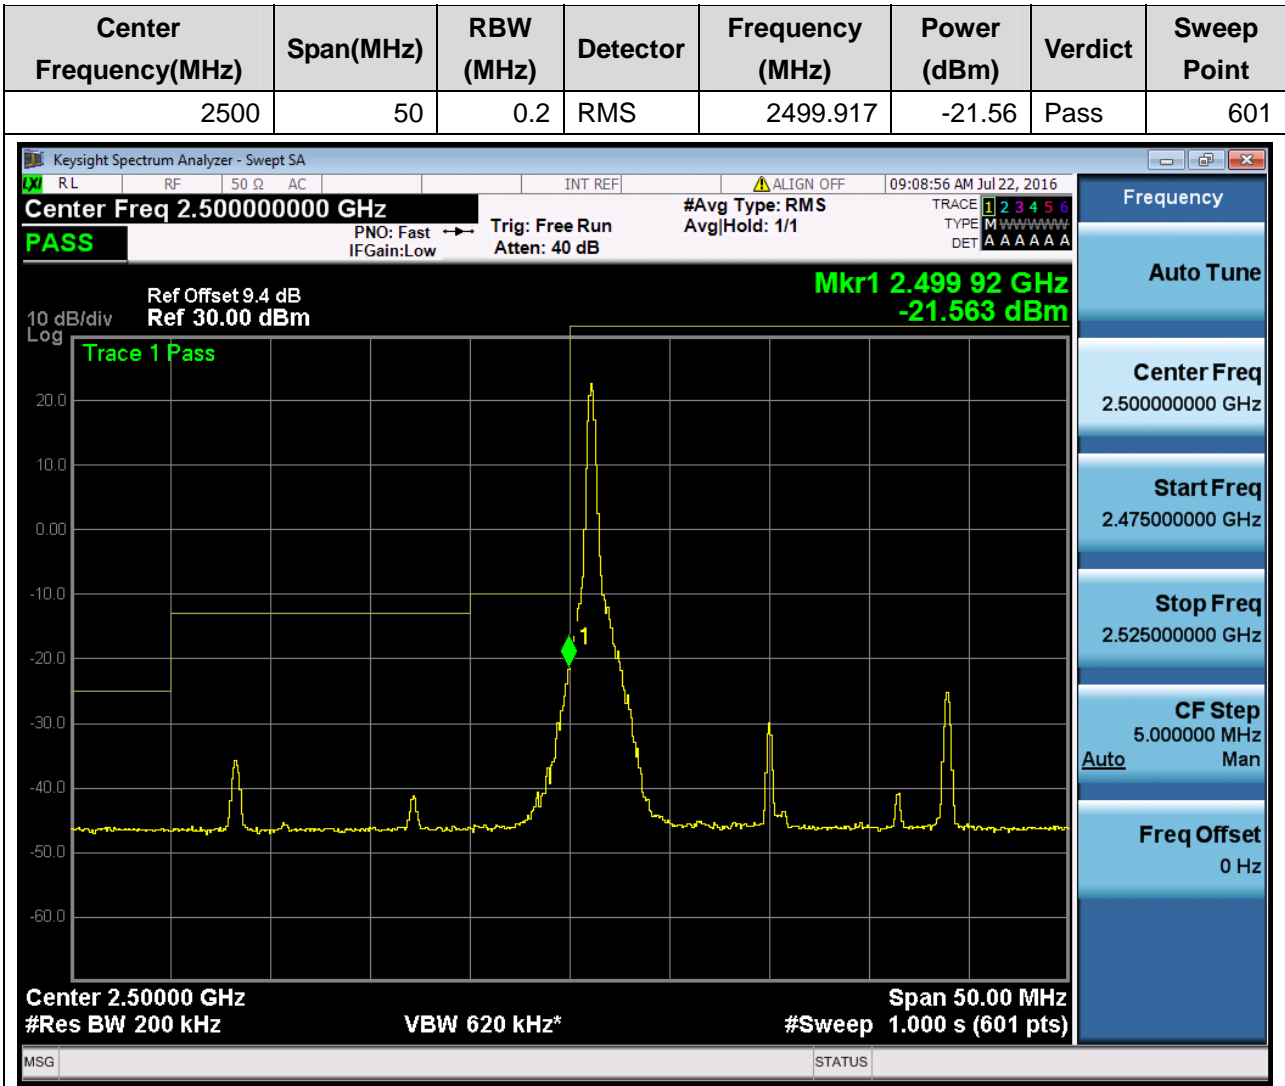 Center Frequency(MHz) Span(MHz) RBW (MHz) Detector Frequency (MHz) Power (dBm) Verdict Sweep Point
2500 50 0.2 RMS 2499.917 -21.56 Pass 601
Keysight Spectrum Analyzer - Swept SA
LXI RL RF 50 Ω AC INT REF ALIGN OFF 09:08:56 AM Jul 22, 2016
Center Freq 2.500000000 GHz
PASS
PNO: Fast
IFGain:Low
Trig: Free Run
Atten: 40 dB
#Avg Type: RMS
Avg|Hold: 1/1
TRACE 1 2 3 4 5 6
TYPE M W W W W W
DET A A A A A A
Mkr1 2.499 92 GHz
-21.563 dBm
Ref Offset 9.4 dB
10 dB/div Ref 30.00 dBm
Log
Trace 1 Pass
20.0
10.0
0.00
-10.0
1
-20.0
-30.0
-40.0
-50.0
-60.0
Center 2.50000 GHz Span 50.00 MHz
#Res BW 200 kHz VBW 620 kHz* #Sweep 1.000 s (601 pts)
MSG STATUS
Frequency
Auto Tune
Center Freq
2.500000000 GHz
Start Freq
2.475000000 GHz
Stop Freq
2.525000000 GHz
CF Step
5.000000 MHz
Auto Man
Freq Offset
0 Hz